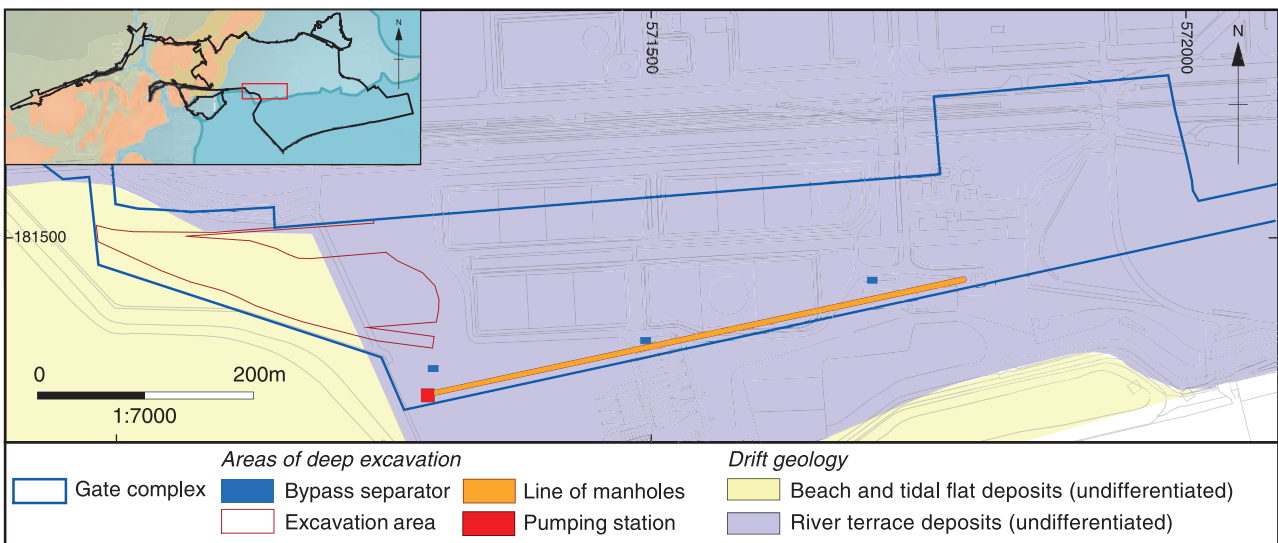 N
571500
572000
N
181500
0 200m
1:7000
Areas of deep excavation
Drift geology
Gate complex
Bypass separator
Line of manholes
Beach and tidal flat deposits (undifferentiated)
Excavation area
Pumping station
River terrace deposits (undifferentiated)